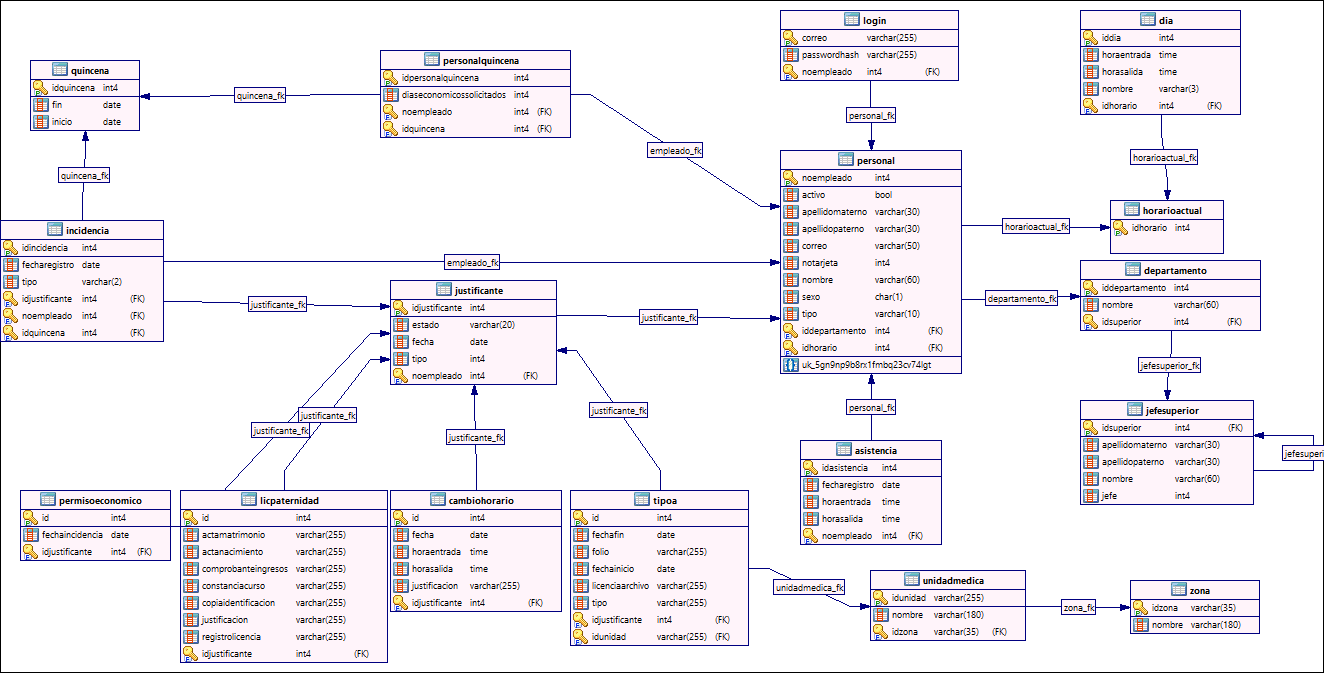 login
correo varchar(255)
passwordhash varchar(255)
noempleado int4 (FK)
dia
iddia int4
horaentrada time
horasalida time
nombre varchar(3)
idhorario int4 (FK)
quincena
idquincena int4
fin date
inicio date
personalquincena
idpersonalquincena int4
diaseconomicossolicitados int4
noempleado int4 (FK)
idquincena int4 (FK)
quincena_fk
personal_fk
empleado_fk
horarioactual_fk
quincena_fk
personal
noempleado int4
activo bool
apellidomaterno varchar(30)
apellidopaterno varchar(30)
correo varchar(50)
notarjeta int4
nombre varchar(60)
sexo char(1)
tipo varchar(10)
iddepartamento int4 (FK)
idhorario int4 (FK)
uk_5gn9np9b8rx1fmbq23cv74lgt
horarioactual_fk
horarioactual
idhorario int4
incidencia
idincidencia int4
fecharegistro date
tipo varchar(2)
idjustificante int4 (FK)
noempleado int4 (FK)
idquincena int4 (FK)
empleado_fk
justificante_fk
justificante
idjustificante int4
estado varchar(20)
fecha date
tipo int4
noempleado int4 (FK)
justificante_fk
departamento_fk
departamento
iddepartamento int4
nombre varchar(60)
idsuperior int4 (FK)
jefesuperior_fk
justificante_fk
justificante_fk
justificante_fk
justificante_fk
personal_fk
jefesuperior
idsuperior int4 (FK)
apellidomaterno varchar(30)
apellidopaterno varchar(30)
nombre varchar(60)
jefe int4
jefesuperi
asistencia
idasistencia int4
fecharegistro date
horaentrada time
horasalida time
noempleado int4 (FK)
permisoeconomico
id int4
fechaincidencia date
idjustificante int4 (FK)
licpaternidad
id int4
actamatrimonio varchar(255)
actanacimiento varchar(255)
comprobanteingresos varchar(255)
constanciacurso varchar(255)
copiaidentificacion varchar(255)
justificacion varchar(255)
registrolicencia varchar(255)
idjustificante int4 (FK)
cambiohorario
id int4
fecha date
horaentrada time
horasalida time
justificacion varchar(255)
idjustificante int4 (FK)
tipoa
id int4
fechafin date
folio varchar(255)
fechainicio date
licenciaarchivo varchar(255)
tipo varchar(255)
idjustificante int4 (FK)
idunidad varchar(255) (FK)
unidadmedica_fk
unidadmedica
idunidad varchar(255)
nombre varchar(180)
idzona varchar(35) (FK)
zona_fk
zona
idzona varchar(35)
nombre varchar(180)